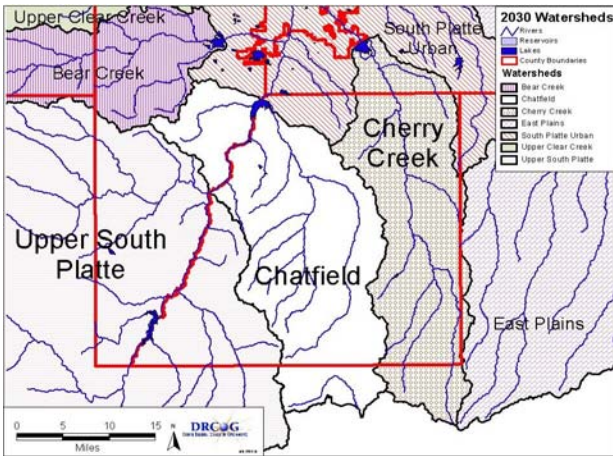 Upper Clear Creek
Bear Creek
South Platte
Urban
Cherry
Creek
Upper South
Platte
Chatfield
East Plains
2030 Watersheds
Rivers
Reservoirs
Lakes
County Boundaries
Watersheds
Bear Creek
Chatfield
Cherry Creek
East Plains
South Platte Urban
Upper Clear Creek
Upper South Platte
0 5 10 15
Miles
N
DRCOG